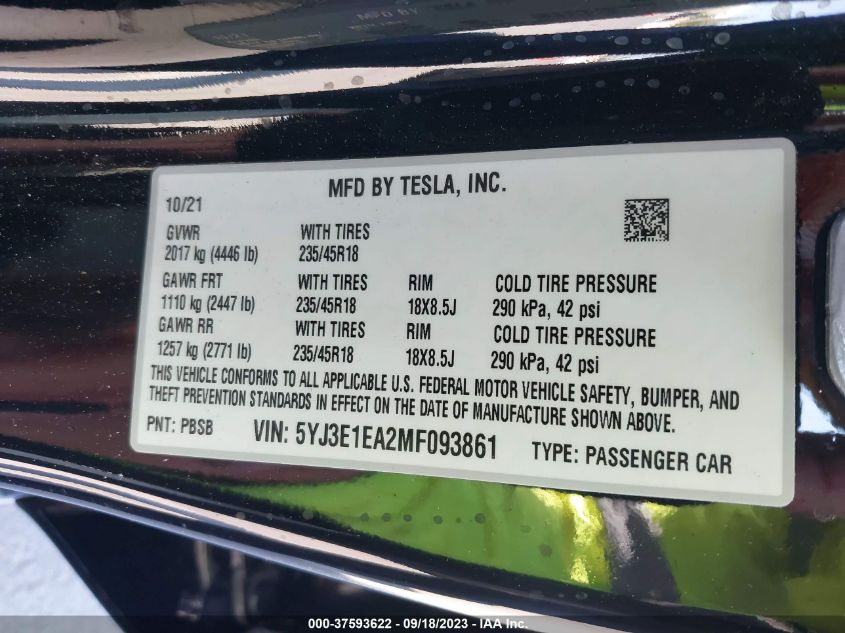 MFD BY TESLA, INC.
10/21
GVWR WITH TIRES
2017 kg (4446 lb) 235/45R18
GAWR FRT WITH TIRES RIM COLD TIRE PRESSURE
1110 kg (2447 lb) 235/45R18 18X8.5J 290 kPa, 42 psi
GAWR RR WITH TIRES RIM COLD TIRE PRESSURE
1257 kg (2771 lb) 235/45R18 18X8.5J 290 kPa, 42 psi
THIS VEHICLE CONFORMS TO ALL APPLICABLE U.S. FEDERAL MOTOR VEHICLE SAFETY, BUMPER, AND
THEFT PREVENTION STANDARDS IN EFFECT ON THE DATE OF MANUFACTURE SHOWN ABOVE.
PNT: PBSB VIN: 5YJ3E1EA2MF093861 TYPE: PASSENGER CAR
000-37593622 - 09/18/2023 - IAA Inc.